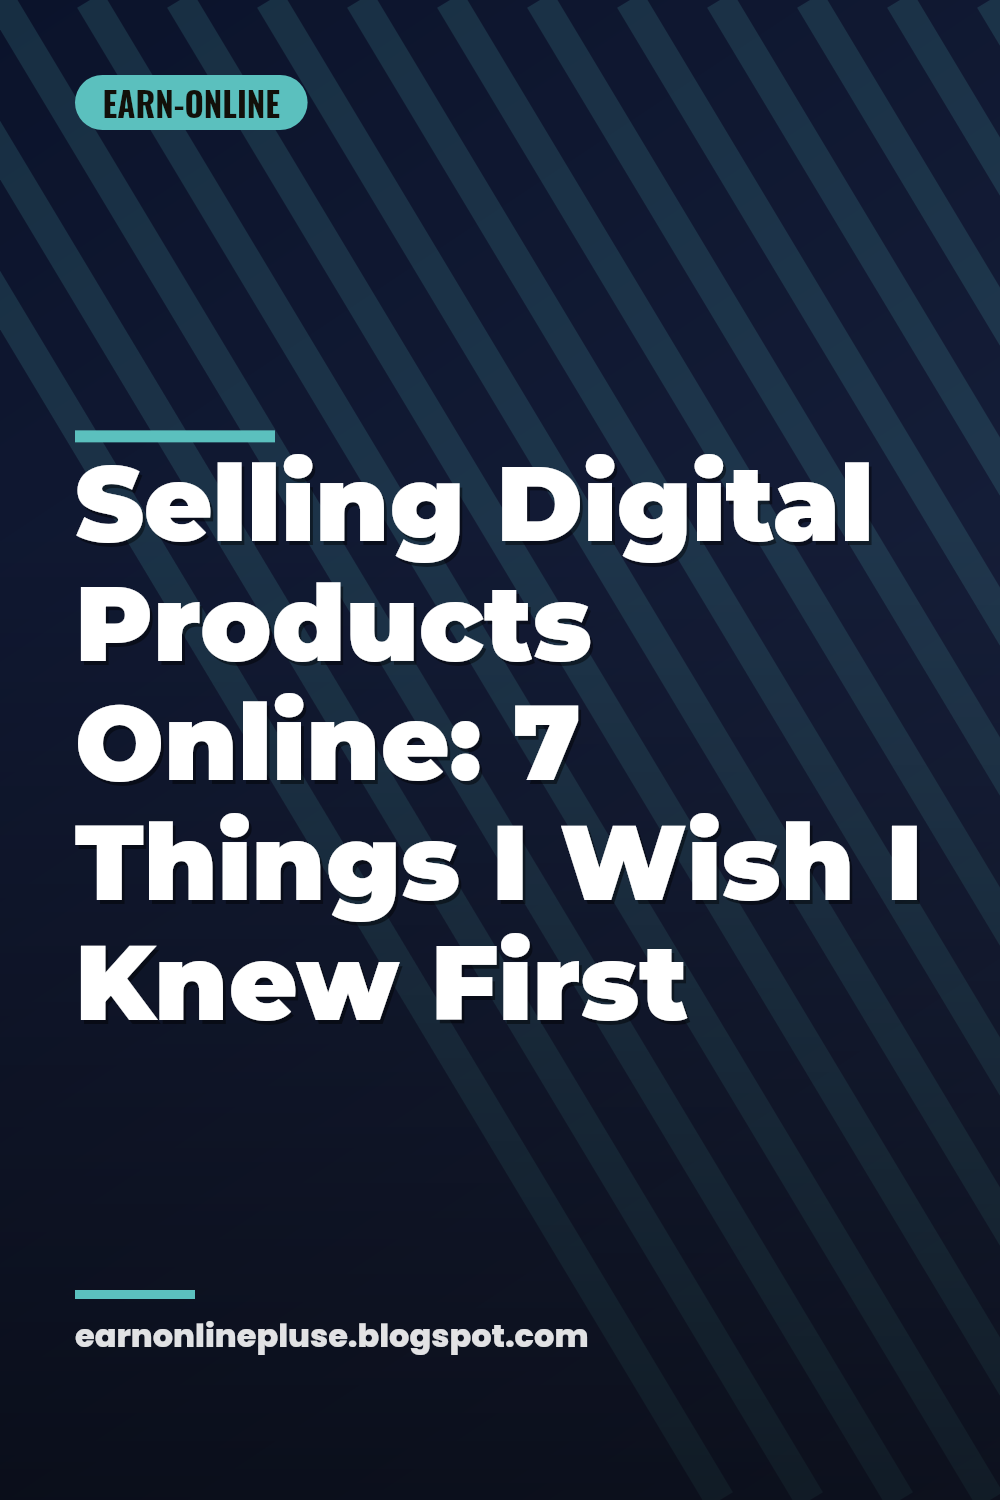 EARN-ONLINE
Selling Digital
Products
Online: 7
Things I Wish I
Knew First
earnonlinepluse.blogspot.com